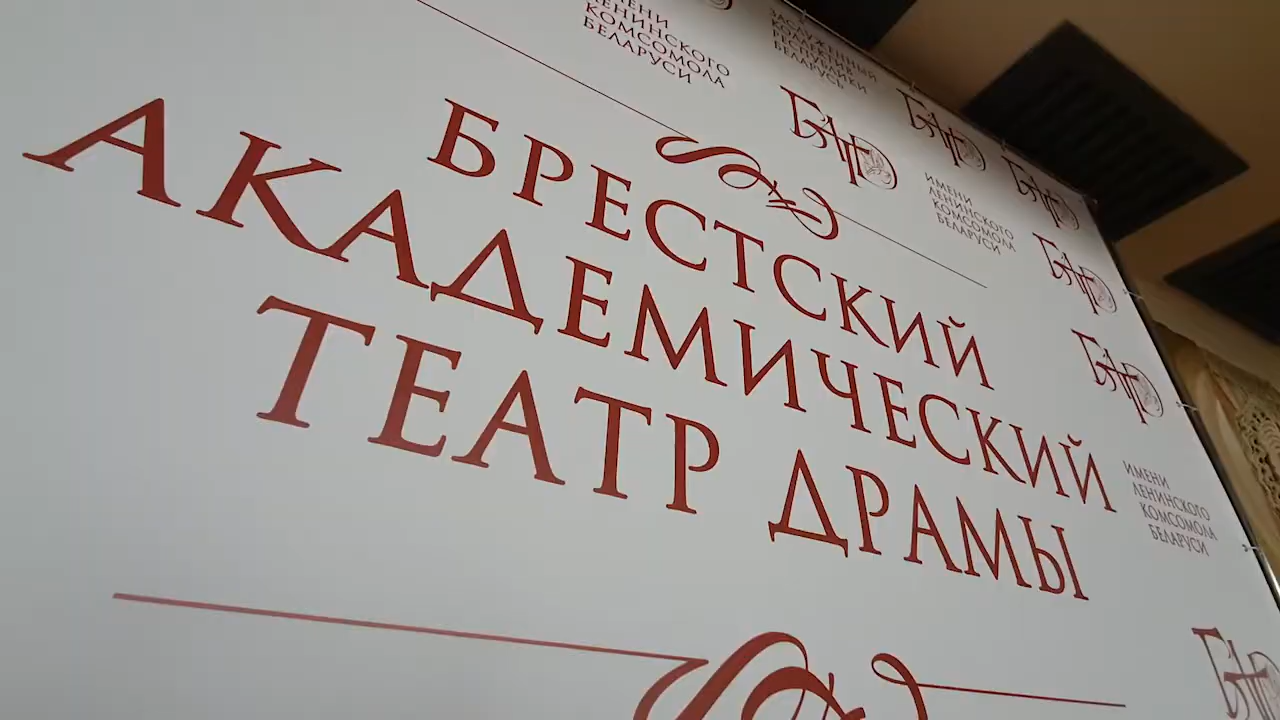 ИМЕНИ
ЛЕНИНСКОГО
КОМСОМОЛА
БЕЛАРУСИ
ЗАСЛУЖЕННЫЙ
КОЛЛЕКТИВ
РЕСПУБЛИКИ
БЕЛАРУСЬ
БРЕСТСКИЙ
АКАДЕМИЧЕСКИЙ
ТЕАТР ДРАМЫ
ИМЕНИ
ЛЕНИНСКОГО
КОМСОМОЛА
БЕЛАРУСИ
ИМЕНИ
ЛЕНИНСКОГО
КОМСОМОЛА
БЕЛАРУСИ